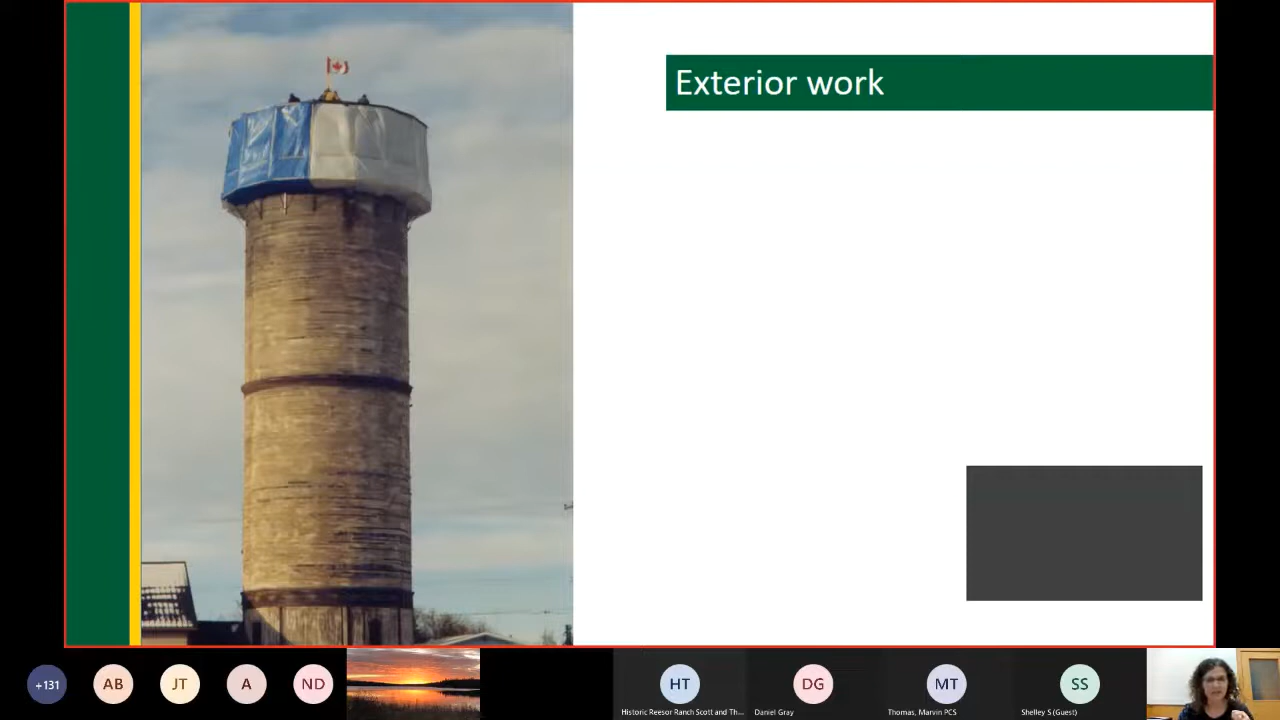 Exterior work
+131
AB
JT
A
ND
HT
DG
MT
SS
Historic Reesor Ranch Scott and Th...
Daniel Gray
Thomas, Marvin PCS
Shelley S (Guest)